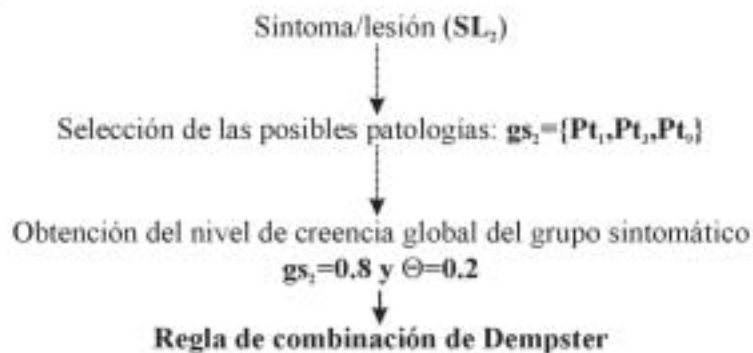 Síntoma/lesión (SL₂)
Selección de las posibles patologías: gs₂={Pt₁,Pt₃,Pt₉}
Obtención del nivel de creencia global del grupo sintomático
gs₂=0.8 y Θ=0.2
Regla de combinación de Dempster